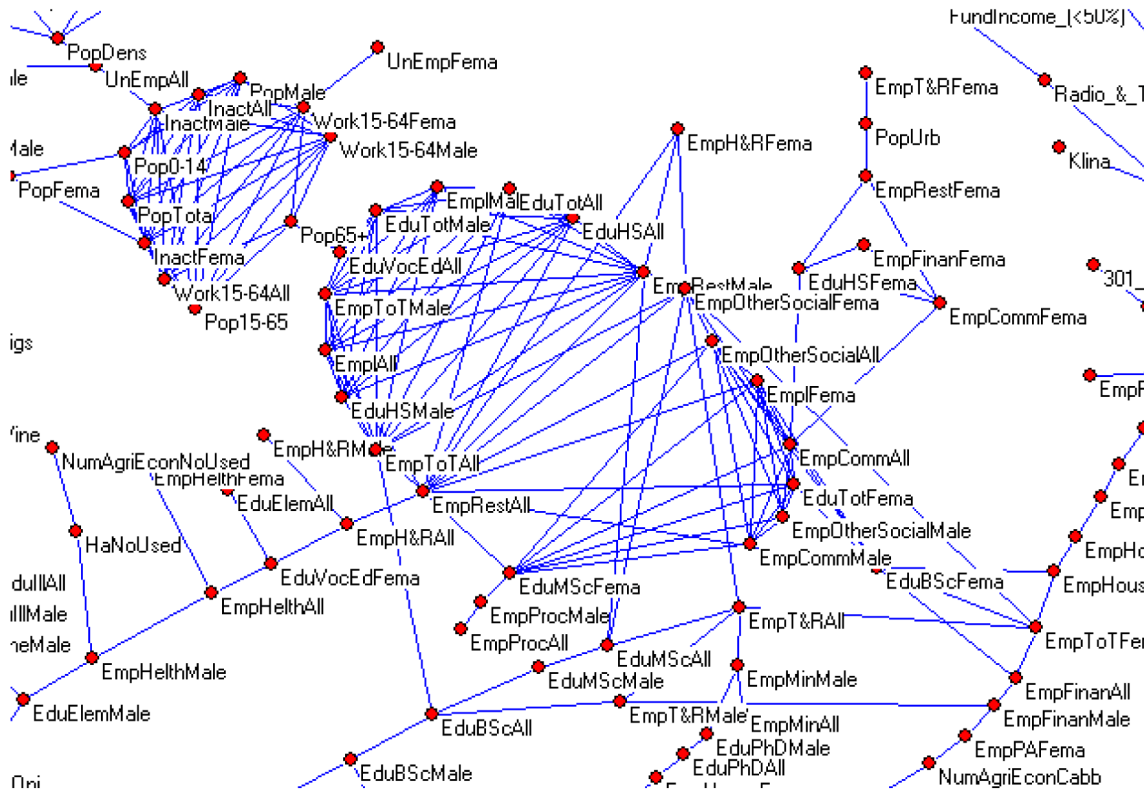 FundIncome_(<50%)
PopDens
UnEmpFema
UnEmpAll
PopMale
EmpT&RFema
Radio_&_T
InactAll
InactMale
Work15-64Fema
PopUrb
EmpH&RFema
Male
Work15-64Male
Pop0-14
Klina
PopFema
EmpRestFema
EmplMal
EduTotAll
PopTotal
EduTotMale
EduHSAll
Pop65+
InactFema
EmpFinanFema
EduVocEdAll
EduHSFema
301_
EmpRestMale
Work15-64All
EmpOtherSocialFema
EmpToTMale
EmpCommFema
Pop15-65
igs
EmpOtherSocialAll
EmplAll
EmplFema
EduHSMale
EmpH&RMale
EmpToTAll
EmpCommAll
NumAgriEconNoUsed
EmpHelthFema
EduElemAll
EmpRestAll
EduTotFema
EmpOtherSocialMale
HaNoUsed
EmpH&RAll
EmpCommMale
EduVocEdFema
EduMScFema
EduBScFema
EmpHous
EmpHelthAll
EmpProcMale
EmpT&RAll
EmpToTFe
EmpProcAll
neMale
EmpHelthMale
EduMScAll
EduMScMale
EmpMinMale
EmpFinanAll
EduElemMale
EmpT&RMale
EmpMinAll
EmpFinanMale
EduBScAll
EduPhDMale
EmpPAFema
EduPhDAll
EduBScMale
NumAgriEconCabb